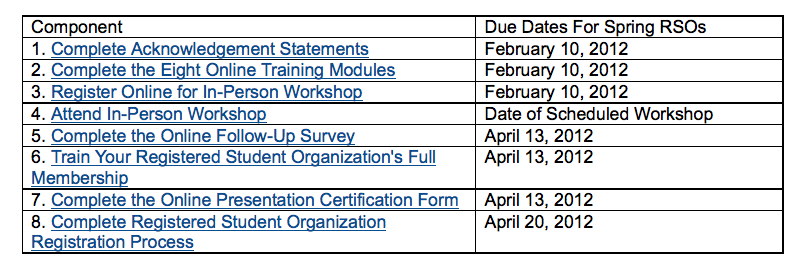 Component Due Dates For Spring RSOs
1. Complete Acknowledgement Statements February 10, 2012
2. Complete the Eight Online Training Modules February 10, 2012
3. Register Online for In-Person Workshop February 10, 2012
4. Attend In-Person Workshop Date of Scheduled Workshop
5. Complete the Online Follow-Up Survey April 13, 2012
6. Train Your Registered Student Organization's Full April 13, 2012
Membership
7. Complete the Online Presentation Certification Form April 13, 2012
8. Complete Registered Student Organization April 20, 2012
Registration Process